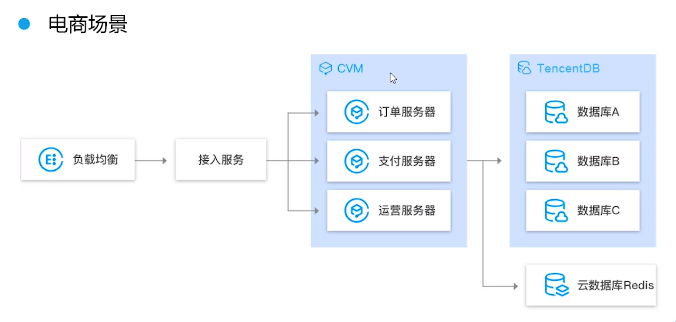 电商场景
CVM
TencentDB
订单服务器
数据库A
负载均衡
接入服务
支付服务器
数据库B
运营服务器
数据库C
云数据库Redis